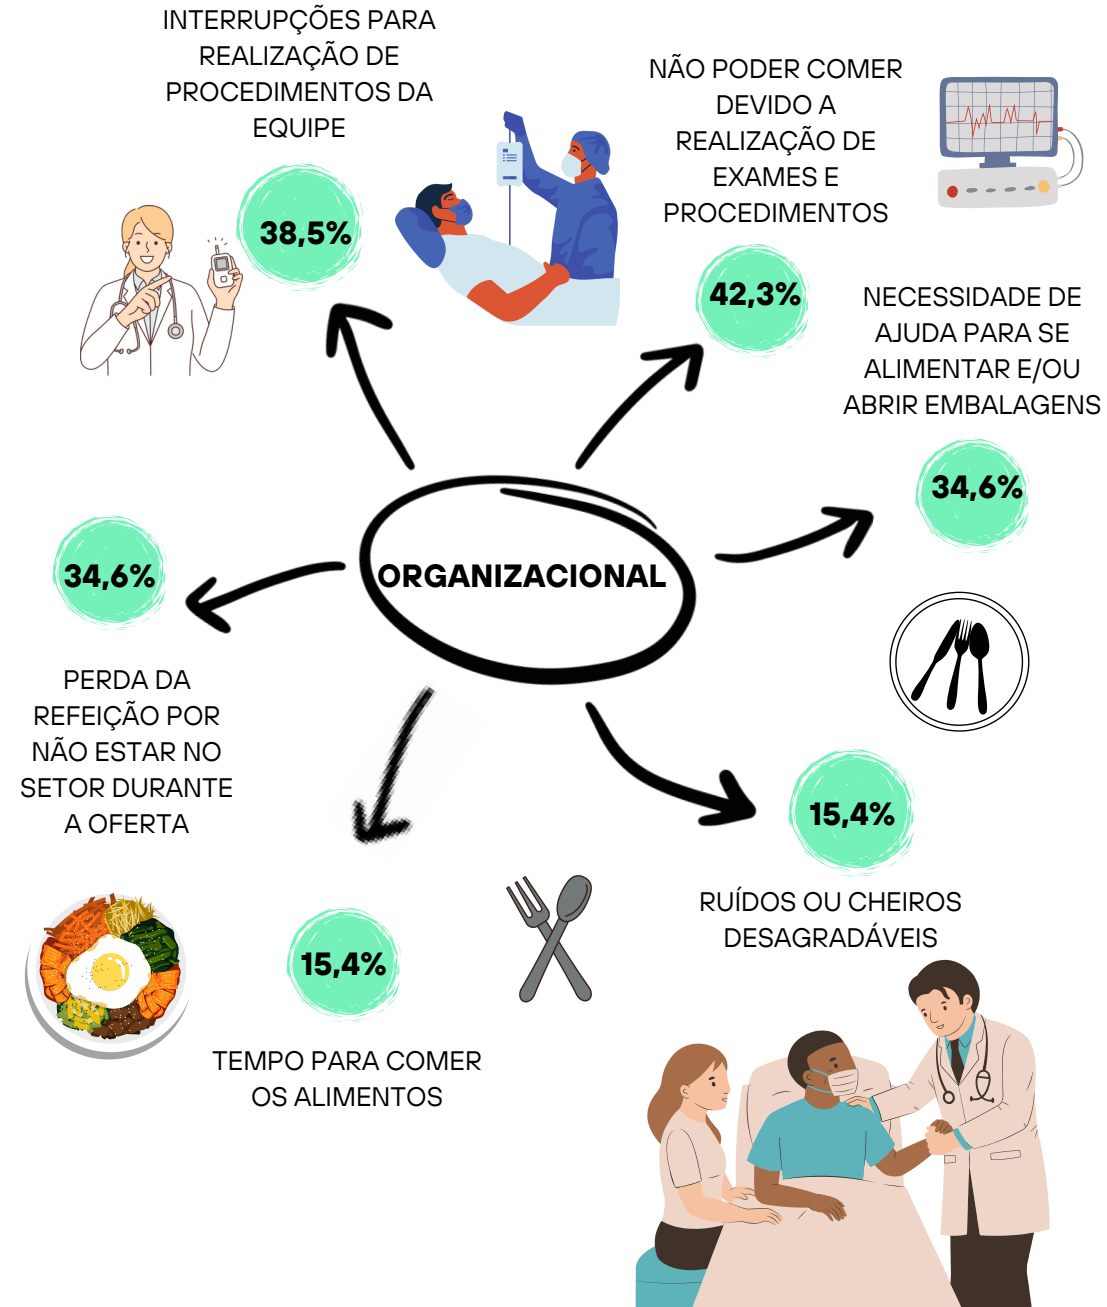 INTERRUPÇÕES PARA
REALIZAÇÃO DE
PROCEDIMENTOS DA
EQUIPE
38,5%
NÃO PODER COMER
DEVIDO A
REALIZAÇÃO DE
EXAMES E
PROCEDIMENTOS
42,3%
NECESSIDADE DE
AJUDA PARA SE
ALIMENTAR E/OU
ABRIR EMBALAGENS
34,6%
ORGANIZACIONAL
34,6%
PERDA DA
REFEIÇÃO POR
NÃO ESTAR NO
SETOR DURANTE
A OFERTA
15,4%
RUÍDOS OU CHEIROS
DESAGRADÁVEIS
15,4%
TEMPO PARA COMER
OS ALIMENTOS